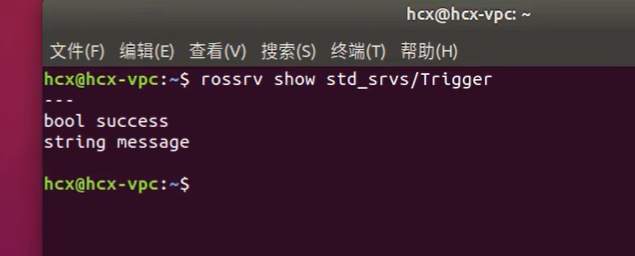 hcx@hcx-vpc: ~
文件(F) 编辑(E) 查看(V) 搜索(S) 终端(T) 帮助(H)
hcx@hcx-vpc:~$ rossrv show std_srvs/Trigger
---
bool success
string message
hcx@hcx-vpc:~$